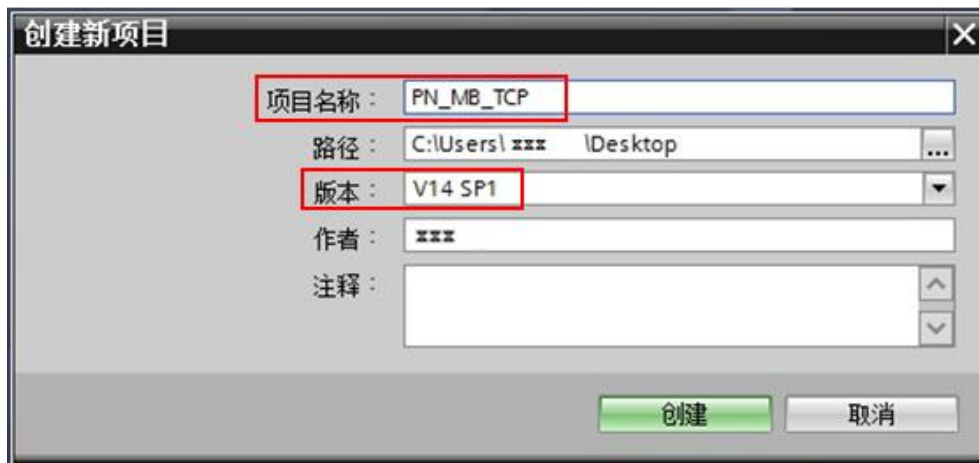 创建新项目
项目名称： PN_MB_TCP
路径： C:\Users\ xxx \Desktop ...
版本： V14 SP1
作者： xxx
注释：
创建 取消